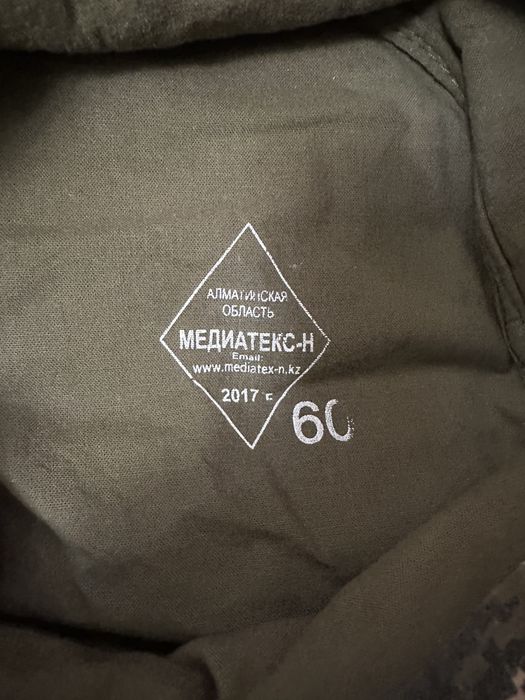 АЛМАТИНСКАЯ
ОБЛАСТЬ
МЕДИАТЕКС-Н
Email:
www.mediatex-n.kz
2017 г.
60